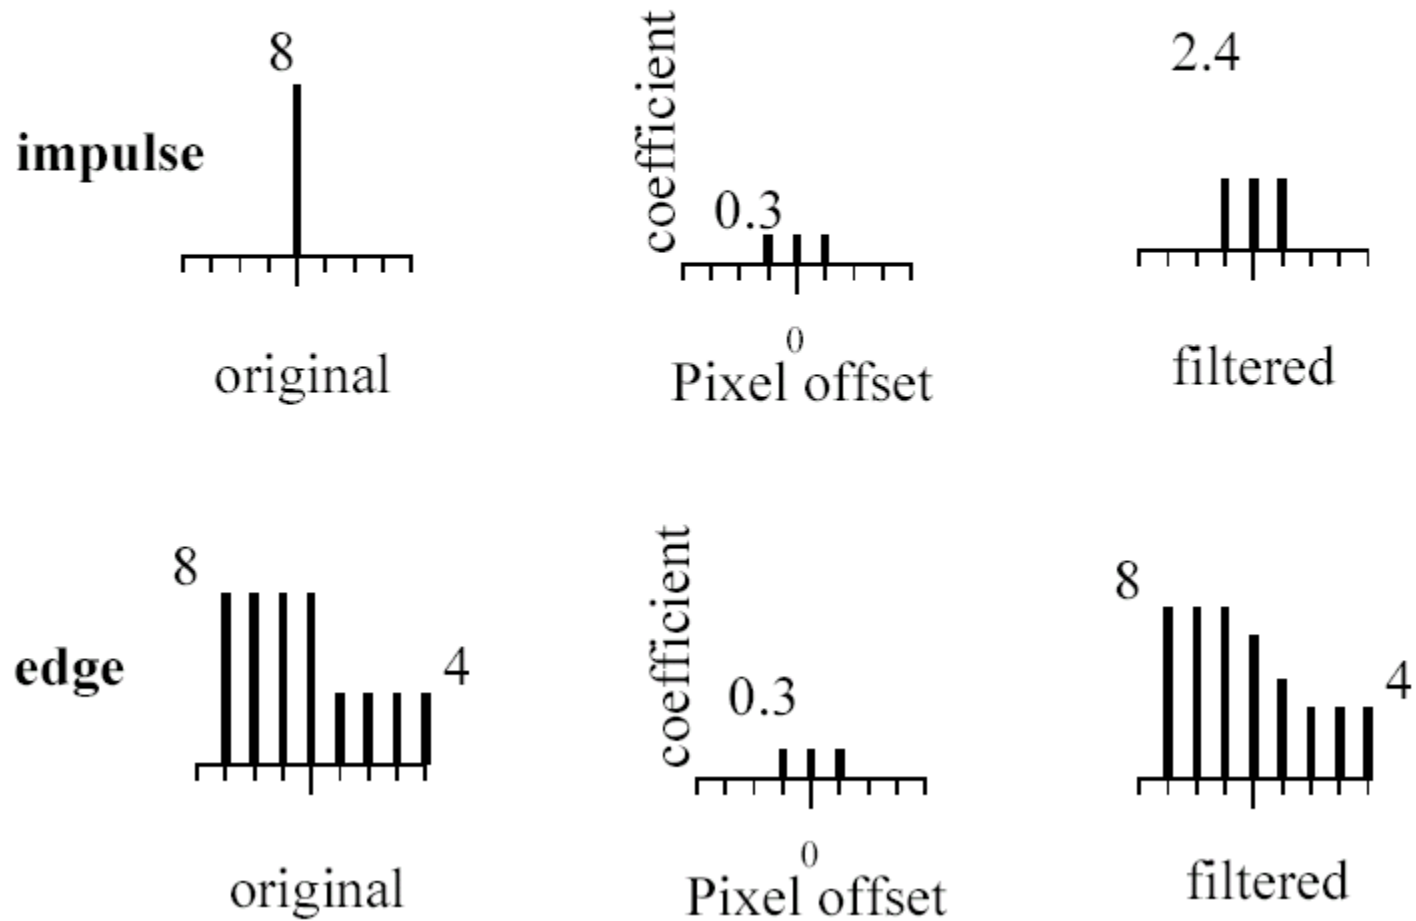 8
impulse
original
coefficient
0.3
0
Pixel offset
2.4
filtered
8
edge
4
original
coefficient
0.3
0
Pixel offset
8
4
filtered